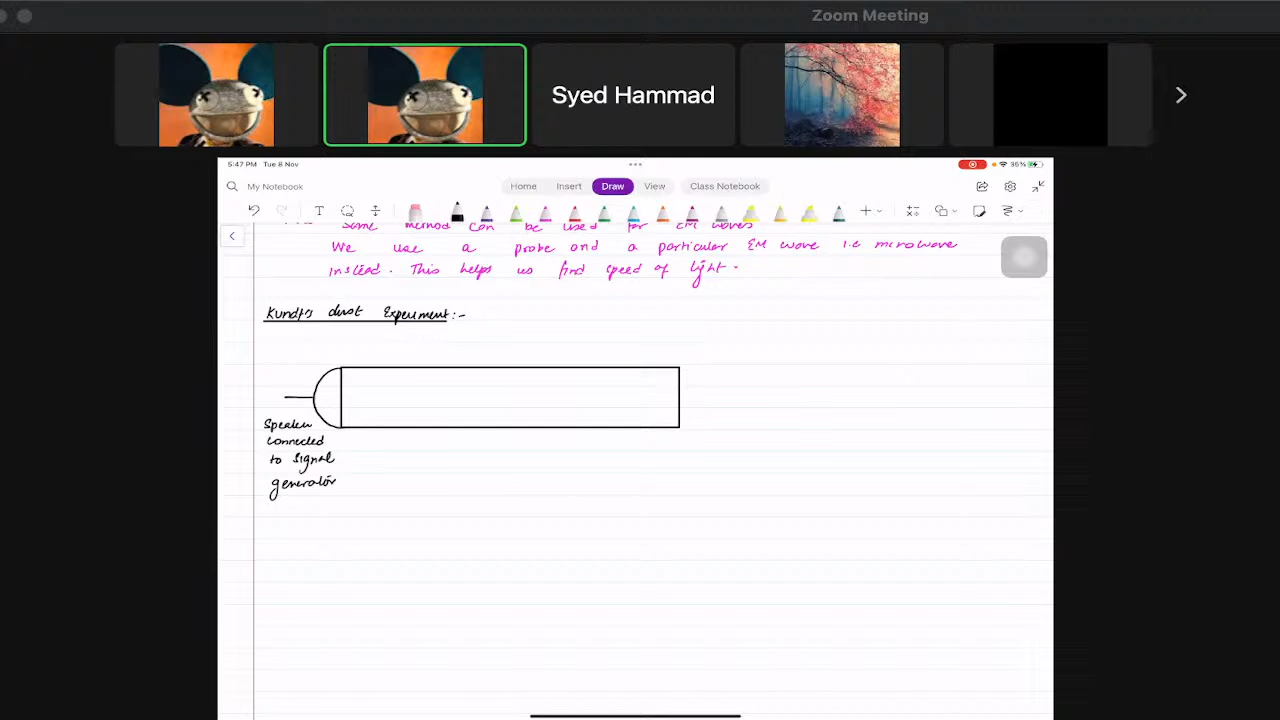 Zoom Meeting
Syed Hammad
5:47 PM Tue 8 Nov
36%
My Notebook
Home Insert Draw View Class Notebook
Same method can be used for EM waves
We use a probe and a particular EM wave i.e microwave
instead. This helps us find speed of light.
Kundt's dust Experiment:-
Speaker
connected
to signal
generator